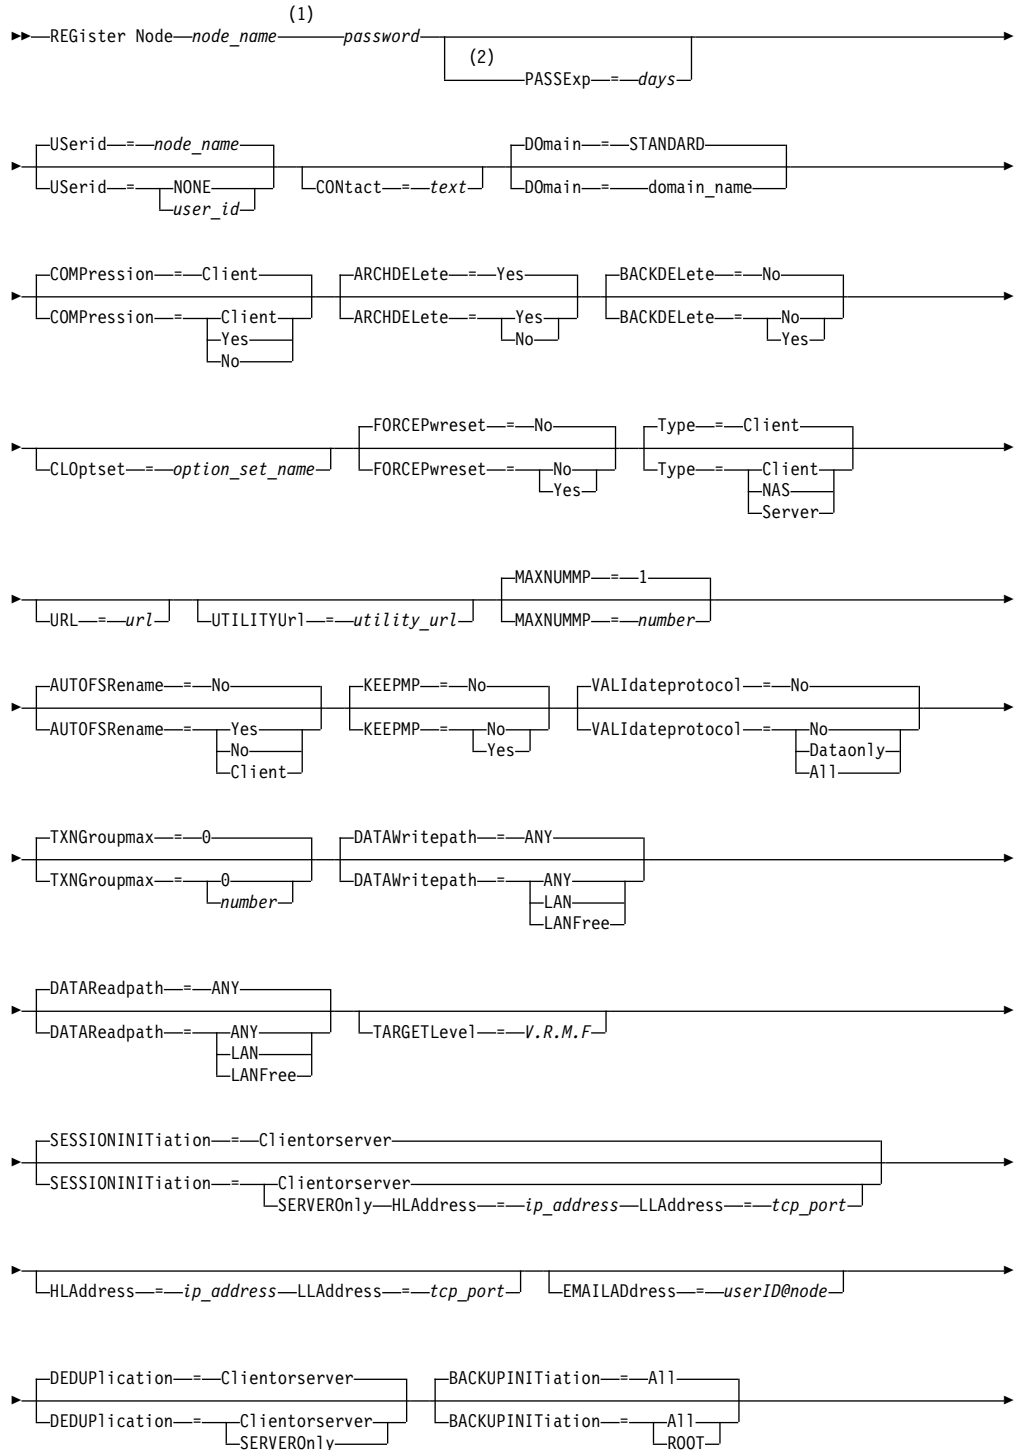 (1)
REGister Node node_name password
(2)
PASSExp = days
USerid = node_name
USerid = NONE
user_id
CONtact = text
DOmain = STANDARD
DOmain = domain_name
COMPression = Client
COMPression = Client
Yes
No
ARCHDELete = Yes
ARCHDELete = Yes
No
BACKDELete = No
BACKDELete = No
Yes
CLOptset = option_set_name
FORCEPwreset = No
FORCEPwreset = No
Yes
Type = Client
Type = Client
NAS
Server
URL = url
UTILITYUrl = utility_url
MAXNUMMP = 1
MAXNUMMP = number
AUTOFSRename = No
AUTOFSRename = Yes
No
Client
KEEPMP = No
KEEPMP = No
Yes
VALIdateprotocol = No
VALIdateprotocol = No
Dataonly
All
TXNGroupmax = 0
TXNGroupmax = 0
number
DATAWritepath = ANY
DATAWritepath = ANY
LAN
LANFree
DATAReadpath = ANY
DATAReadpath = ANY
LAN
LANFree
TARGETLevel = V.R.M.F
SESSIONINITiation = Clientorserver
SESSIONINITiation = Clientorserver
SERVEROnly HLAddress = ip_address LLAddress = tcp_port
HLAddress = ip_address LLAddress = tcp_port
EMAILADdress = userID@node
DEDUPlication = Clientorserver
DEDUPlication = Clientorserver
SERVEROnly
BACKUPINITiation = All
BACKUPINITiation = All
ROOT